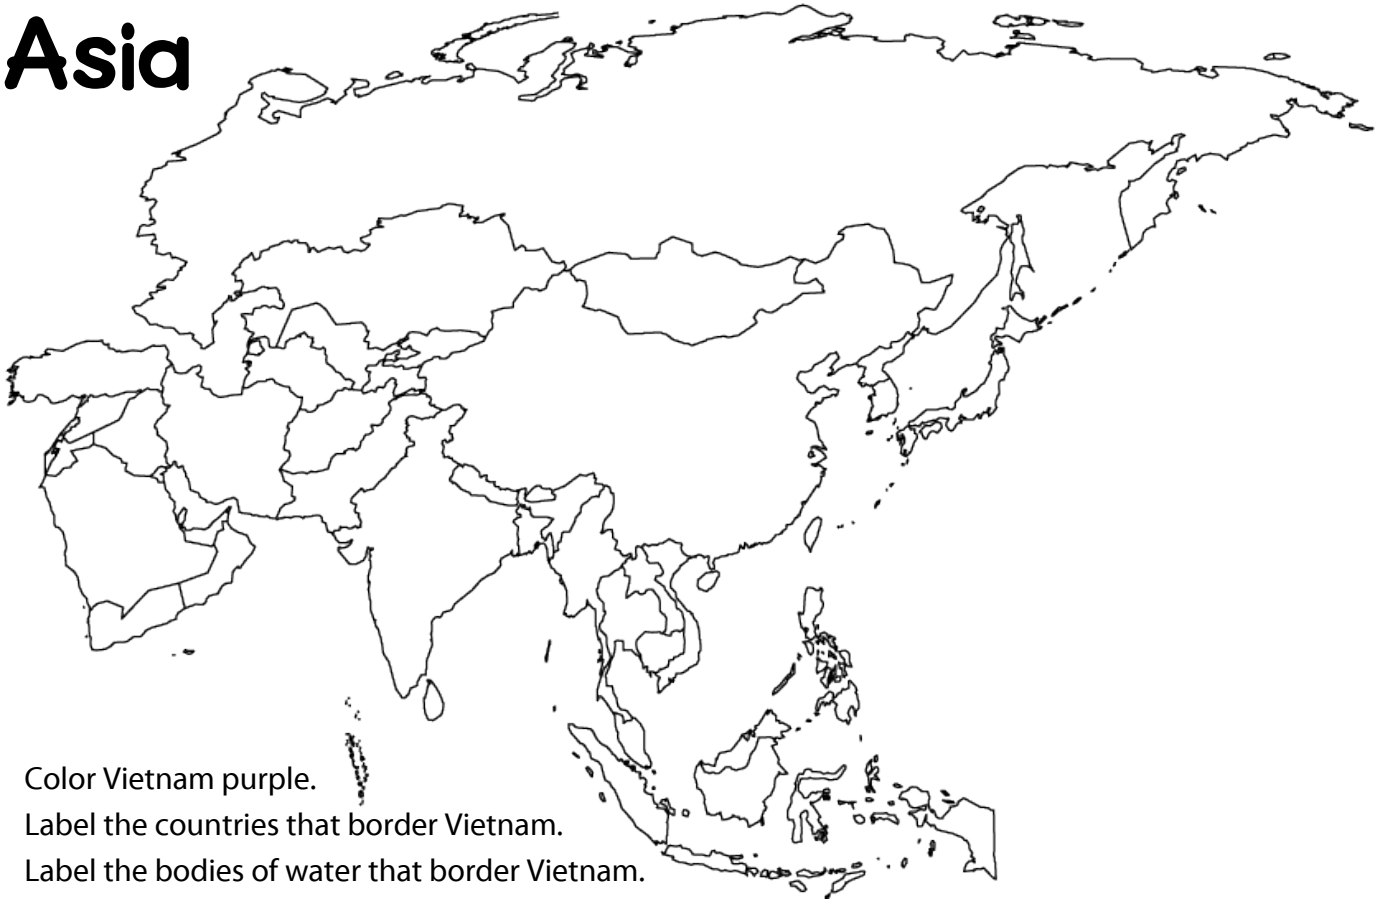 Asia
Color Vietnam purple.
Label the countries that border Vietnam.
Label the bodies of water that border Vietnam.